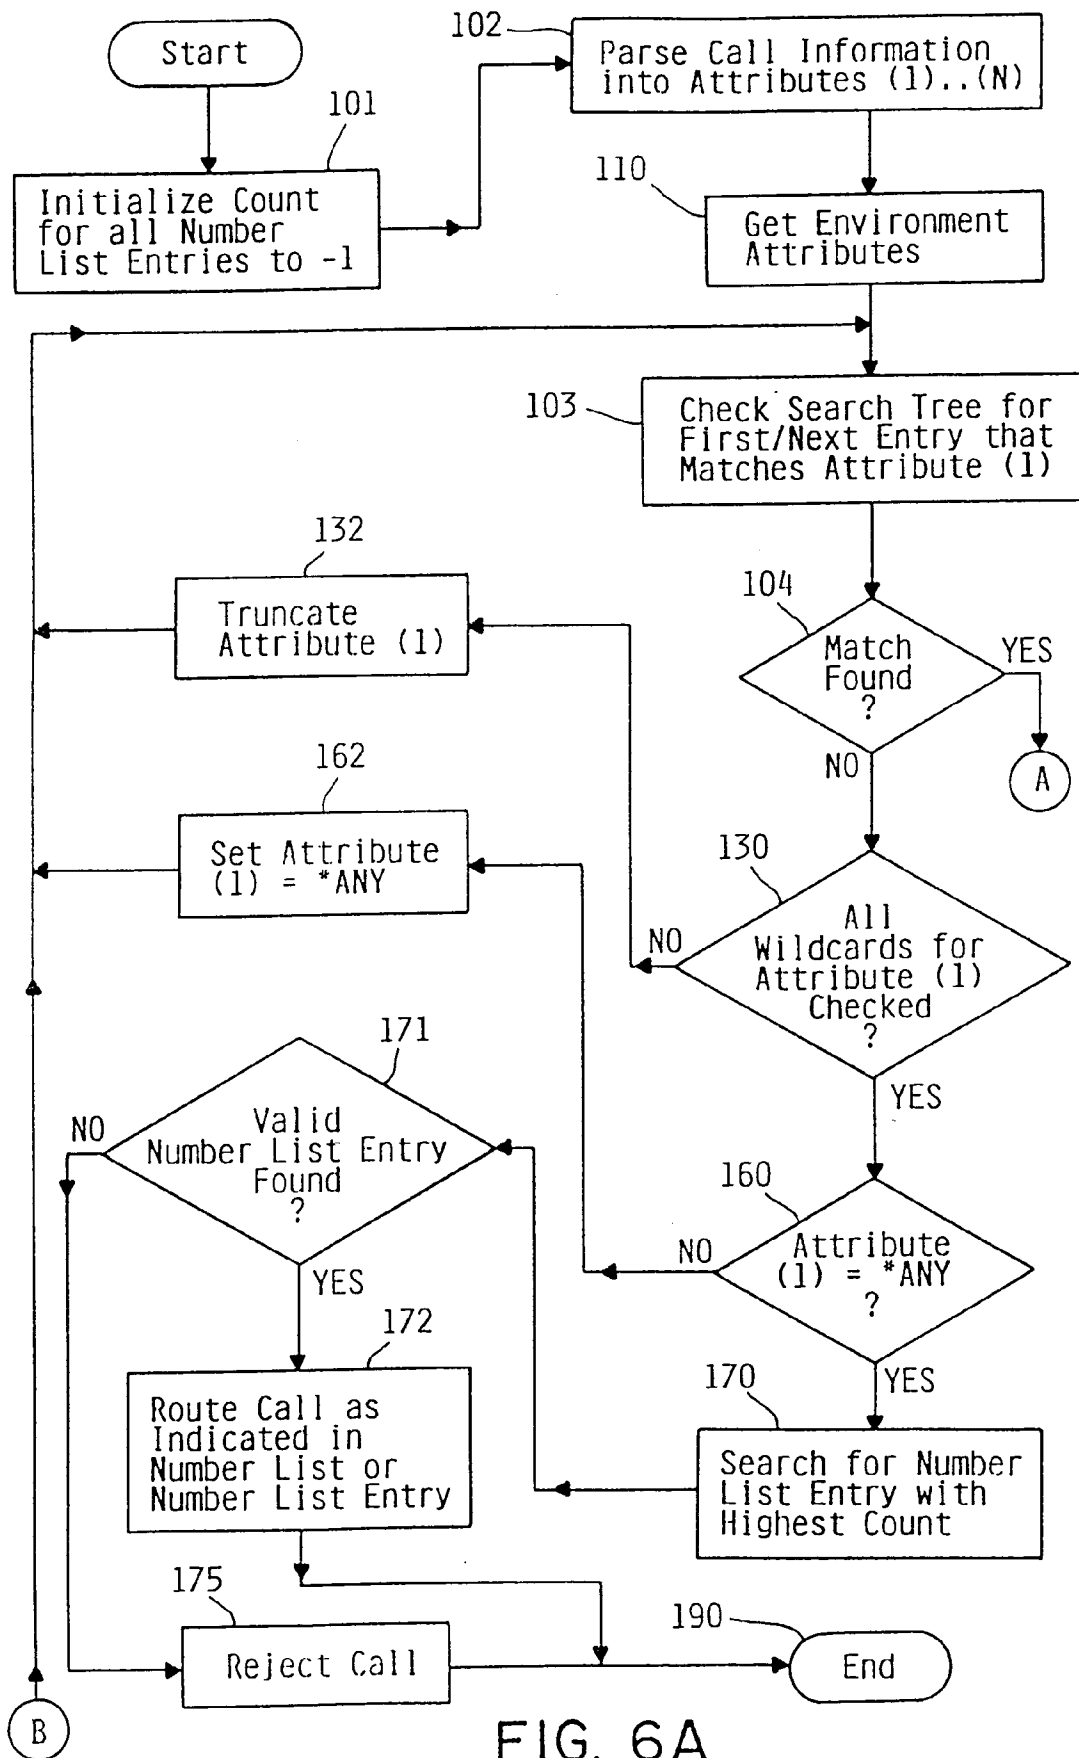 Start
102
Parse Call Information
into Attributes (1)..(N)
101
Initialize Count
for all Number
List Entries to -1
110
Get Environment
Attributes
103
Check Search Tree for
First/Next Entry that
Matches Attribute (1)
132
Truncate
Attribute (1)
104
Match
Found
?
YES
A
NO
162
Set Attribute
(1) = *ANY
130
All
Wildcards for
Attribute (1)
Checked
?
NO
YES
171
Valid
Number List Entry
Found
?
NO
YES
160
Attribute
(1) = *ANY
?
NO
YES
172
Route Call as
Indicated in
Number List or
Number List Entry
170
Search for Number
List Entry with
Highest Count
175
Reject Call
190
End
B
FIG. 6A